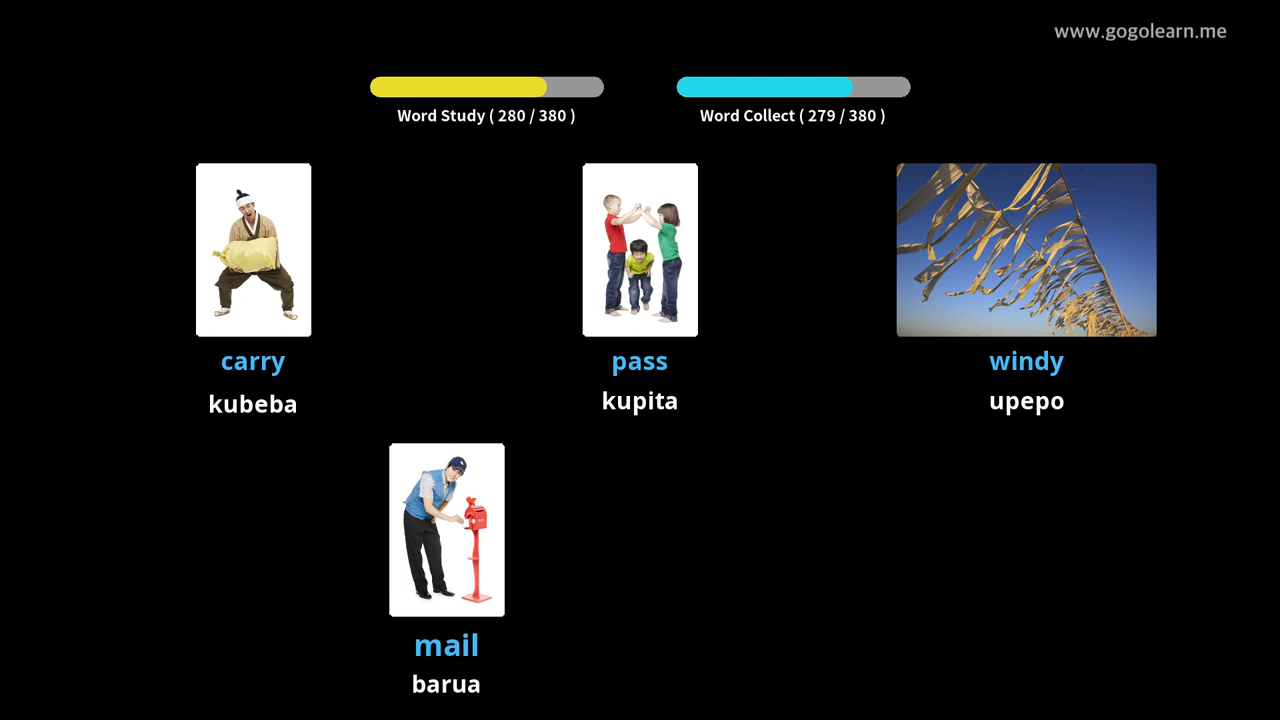 www.gogolearn.me
Word Study ( 280 / 380 )
Word Collect ( 279 / 380 )
carry
pass
windy
kubeba
kupita
upepo
mail
barua